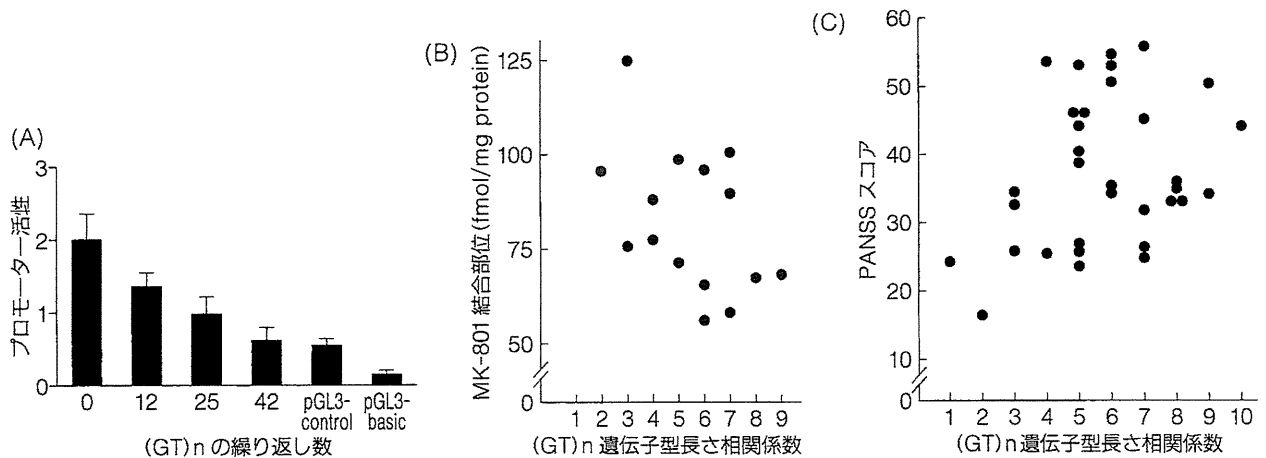 (A)
プロモーター活性
3
2
1
0
0 12 25 42 pGL3-control pGL3-basic
(GT)nの繰り返し数
(B)
MK-801 結合部位(fmol/mg protein)
125
100
75
50
0
1 2 3 4 5 6 7 8 9
(GT)n 遺伝子型長さ相関係数
(C)
PANSS スコア
60
50
40
30
20
10
0
1 2 3 4 5 6 7 8 9 10
(GT)n 遺伝子型長さ相関係数